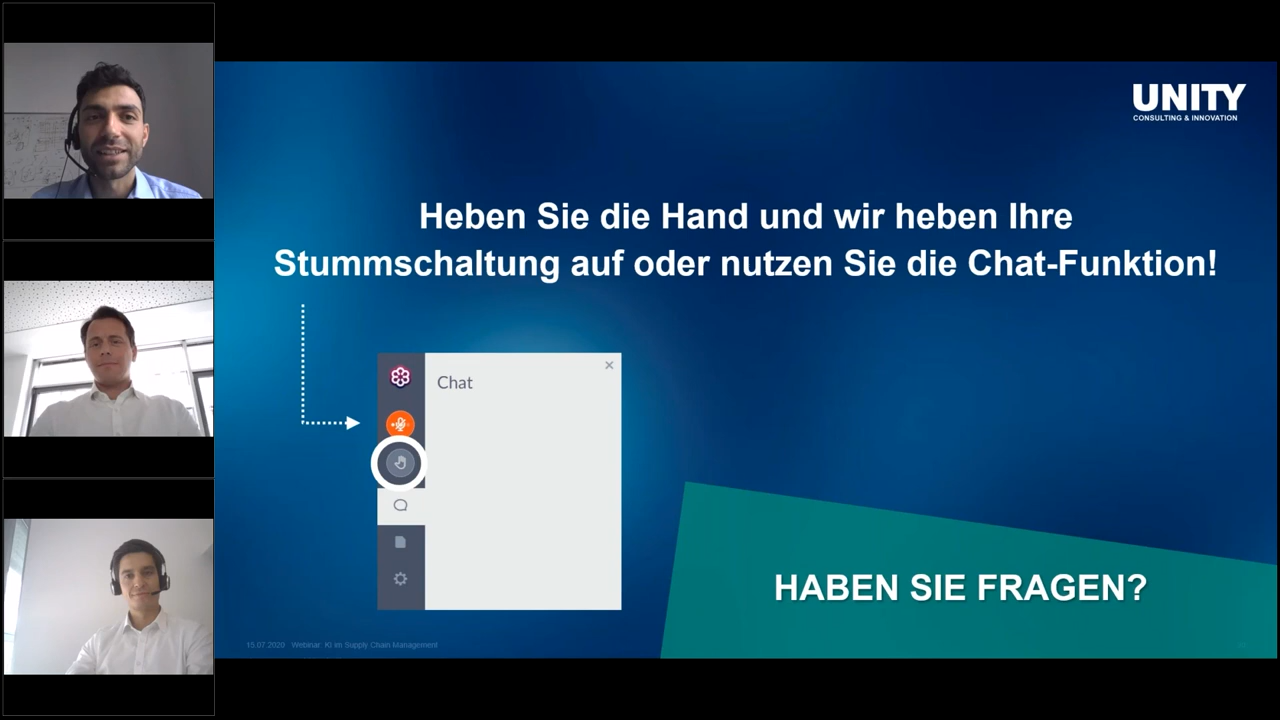 UNITY
CONSULTING & INNOVATION
Heben Sie die Hand und wir heben Ihre
Stummschaltung auf oder nutzen Sie die Chat-Funktion!
Chat
HABEN SIE FRAGEN?
15.07.2020 Webinar: KI im Supply Chain Management